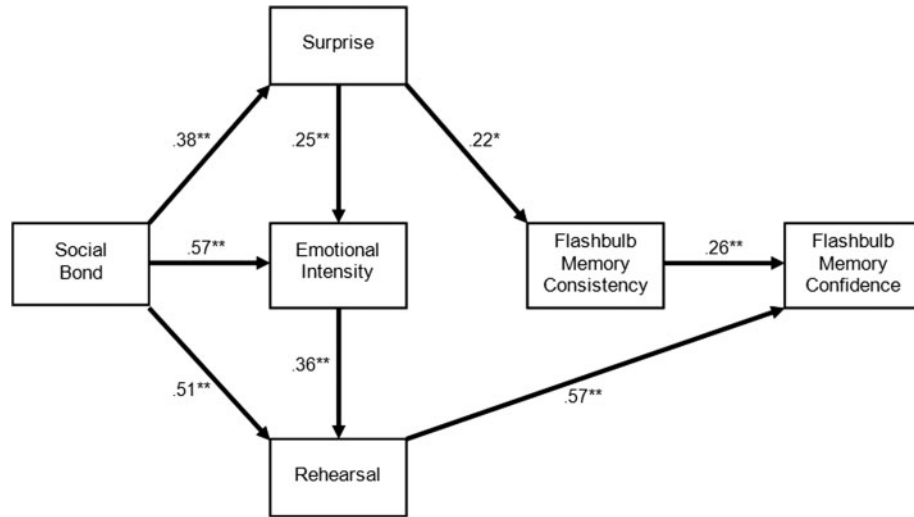 Surprise
.38**
.25**
.22*
Social
Bond
.57**
Emotional
Intensity
Flashbulb
Memory
Consistency
.26**
Flashbulb
Memory
Confidence
.51**
.36**
.57**
Rehearsal